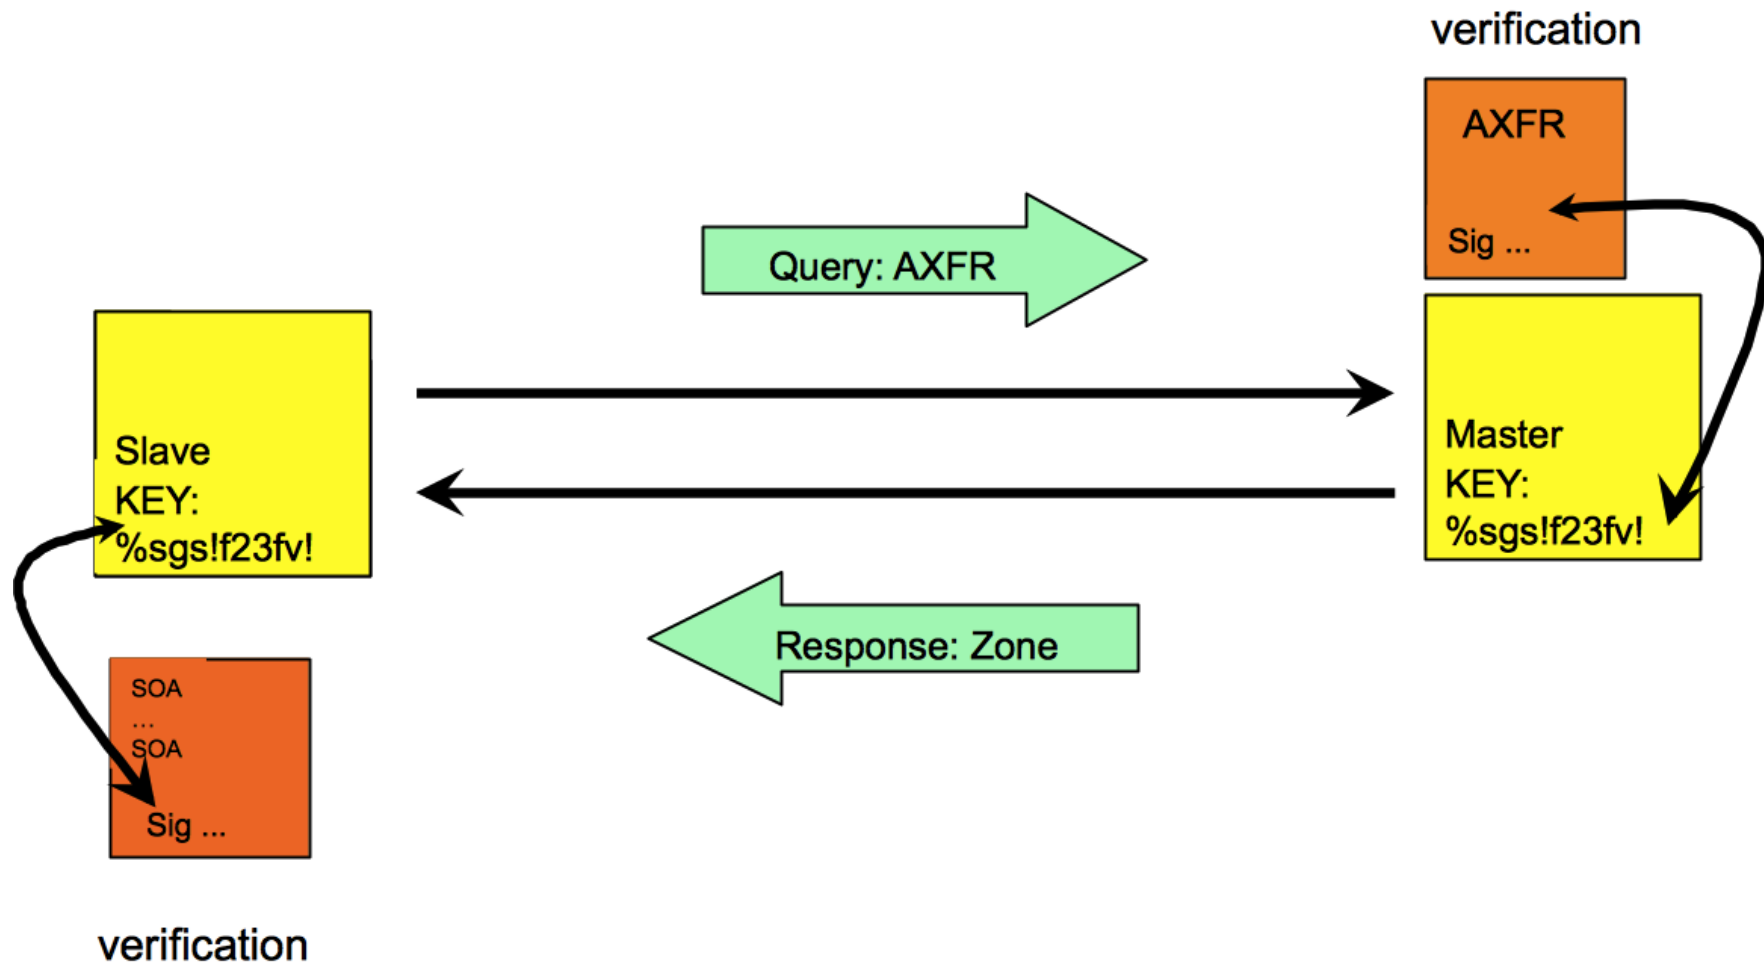 verification
AXFR
Sig ...
Query: AXFR
Slave
KEY:
%sgs!f23fv!
Master
KEY:
%sgs!f23fv!
Response: Zone
SOA
...
SOA
Sig ...
verification